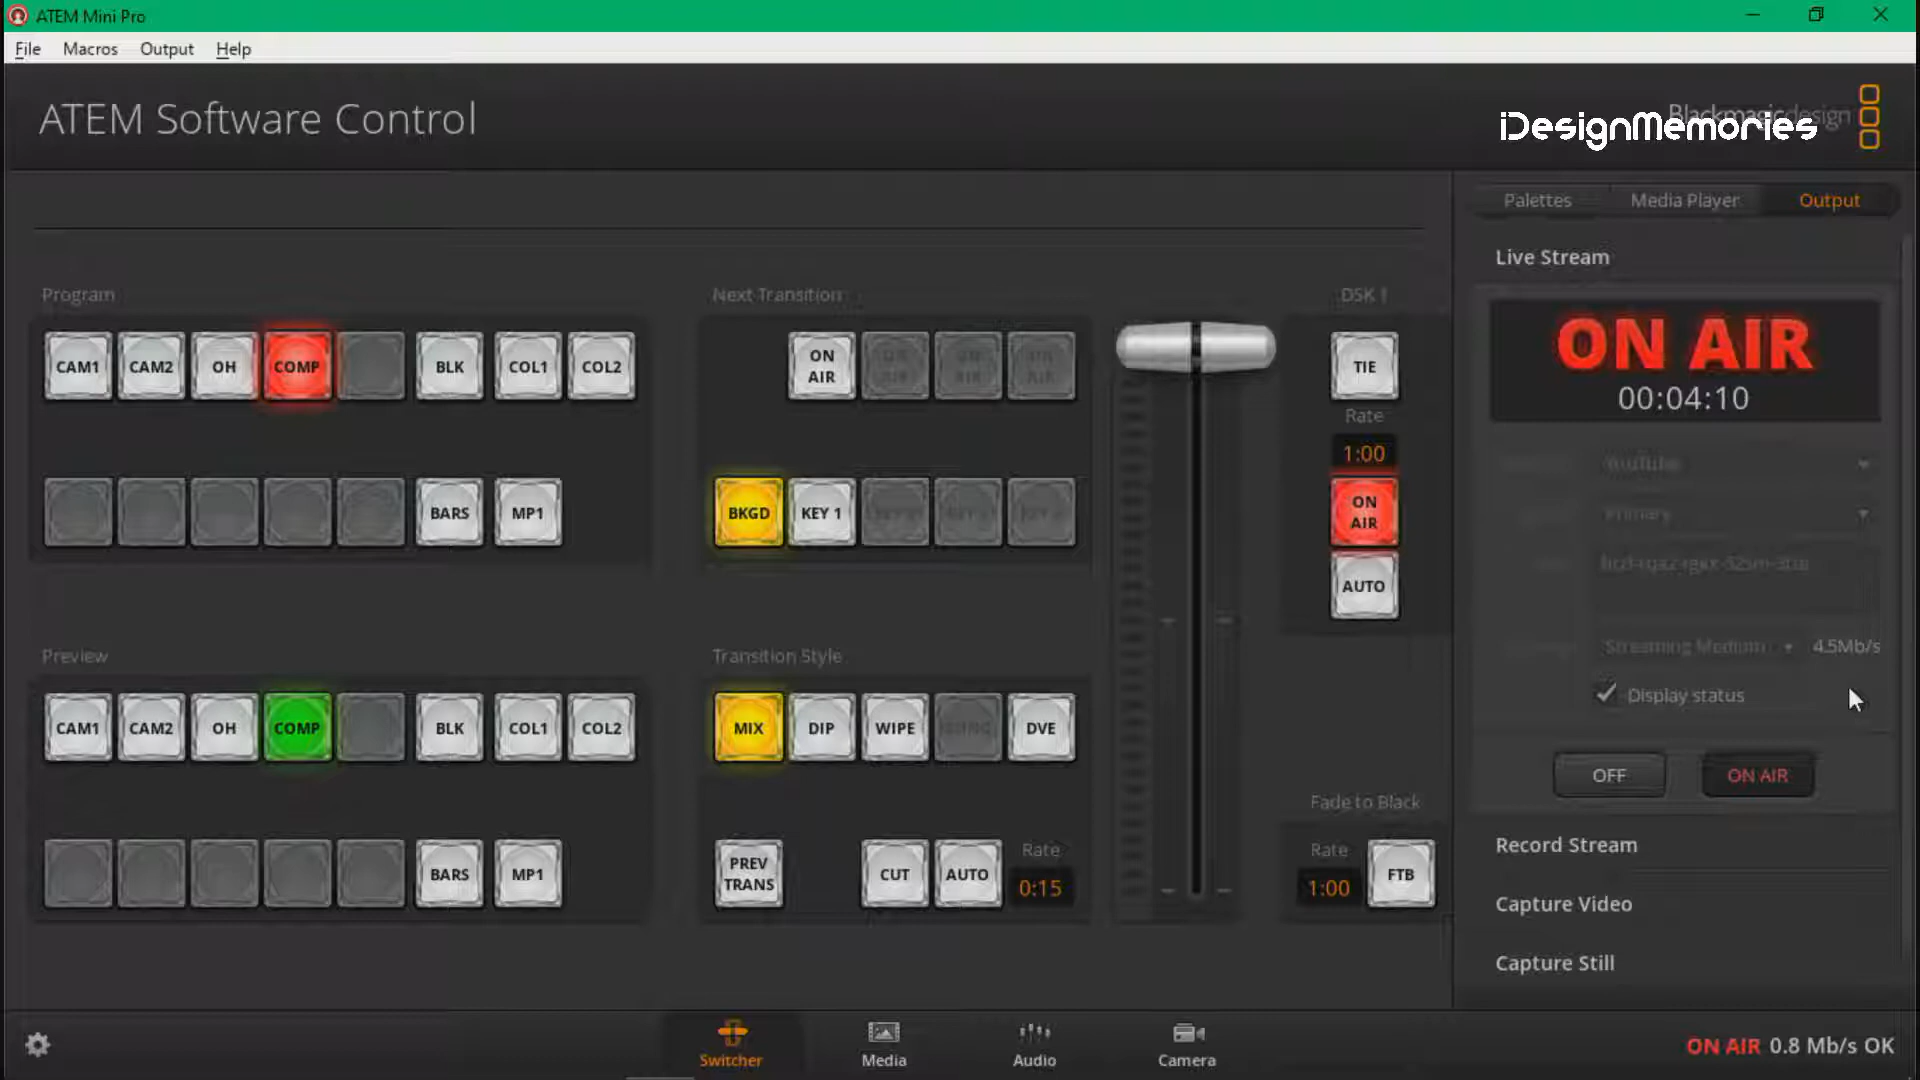 ATEM Mini Pro
File Macros Output Help
ATEM Software Control
Blackmagicdesign
iDesignMemories
Palettes Media Player Output
Live Stream
ON AIR
00:04:10
YouTube
Primary
Streaming Medium 4.5Mb/s
Display status
OFF ON AIR
Record Stream
Capture Video
Capture Still
Program
CAM1 CAM2 OH COMP BLK COL1 COL2
BARS MP1
Next Transition
ON AIR
BKGD KEY 1
DSK 1
TIE
Rate
1:00
ON AIR
AUTO
Preview
CAM1 CAM2 OH COMP BLK COL1 COL2
BARS MP1
Transition Style
MIX DIP WIPE DVE
PREV TRANS CUT AUTO
Rate
0:15
Fade to Black
Rate
1:00
FTB
Switcher Media Audio Camera
ON AIR 0.8 Mb/s OK